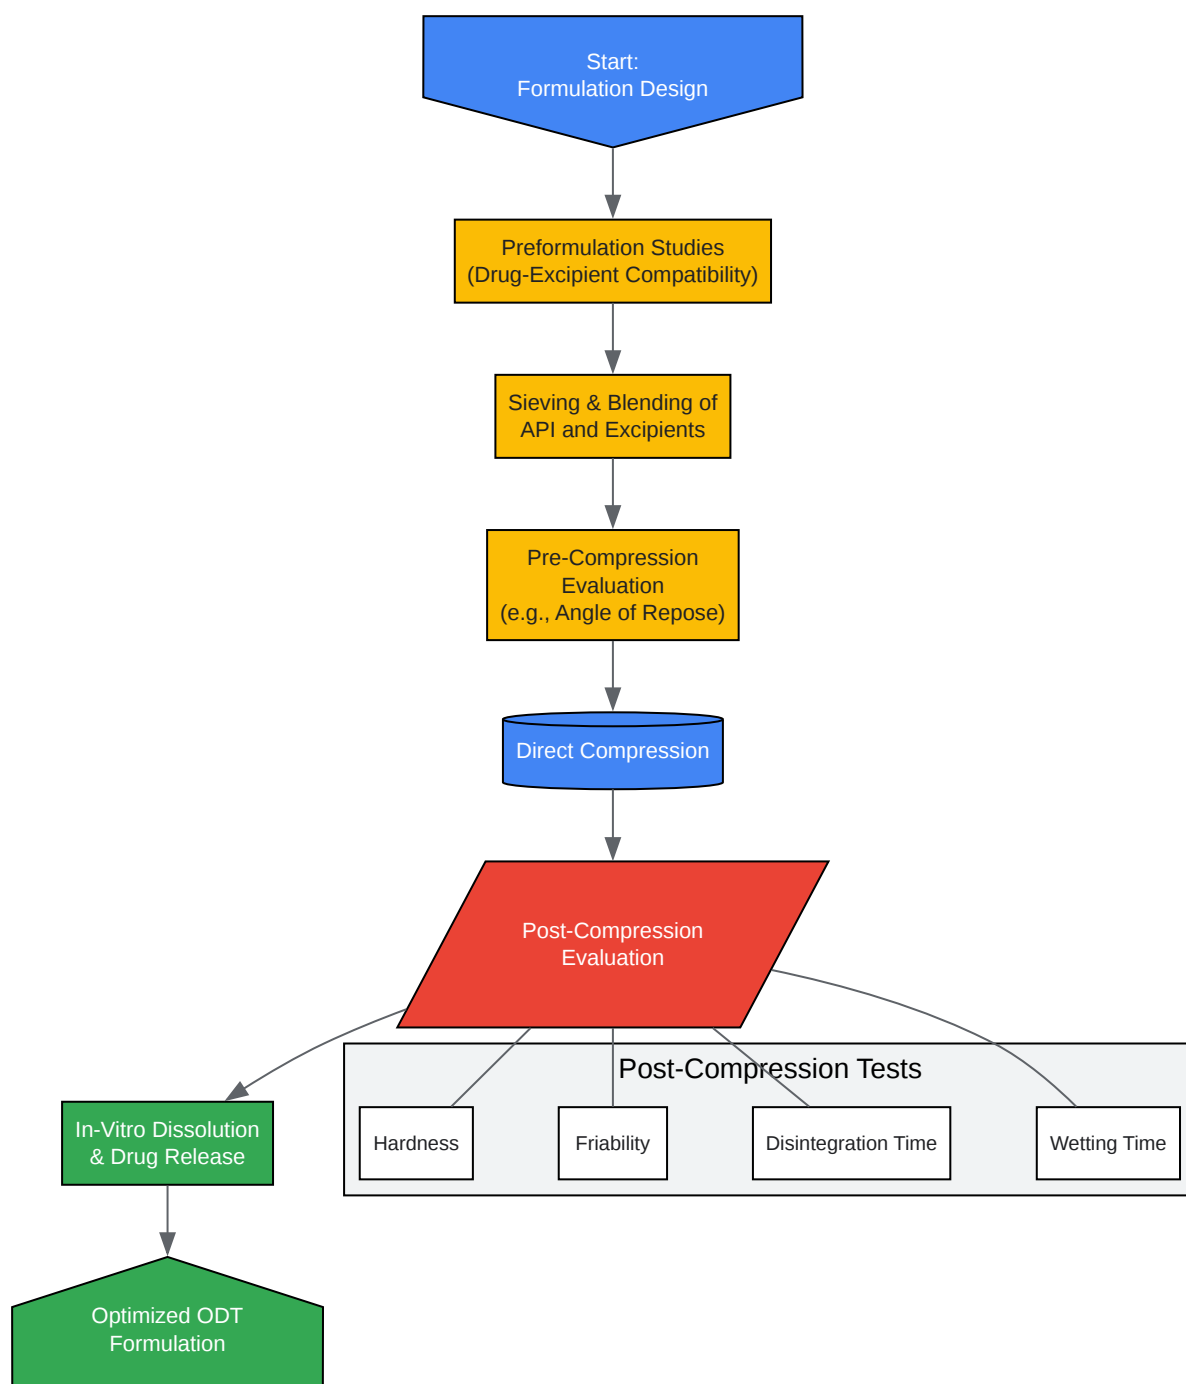 Start:
Formulation Design
Preformulation Studies
(Drug-Excipient Compatibility)
Sieving & Blending of
API and Excipients
Pre-Compression
Evaluation
(e.g., Angle of Repose)
Direct Compression
Post-Compression
Evaluation
Post-Compression Tests
In-Vitro Dissolution
& Drug Release
Hardness
Friability
Disintegration Time
Wetting Time
Optimized ODT
Formulation